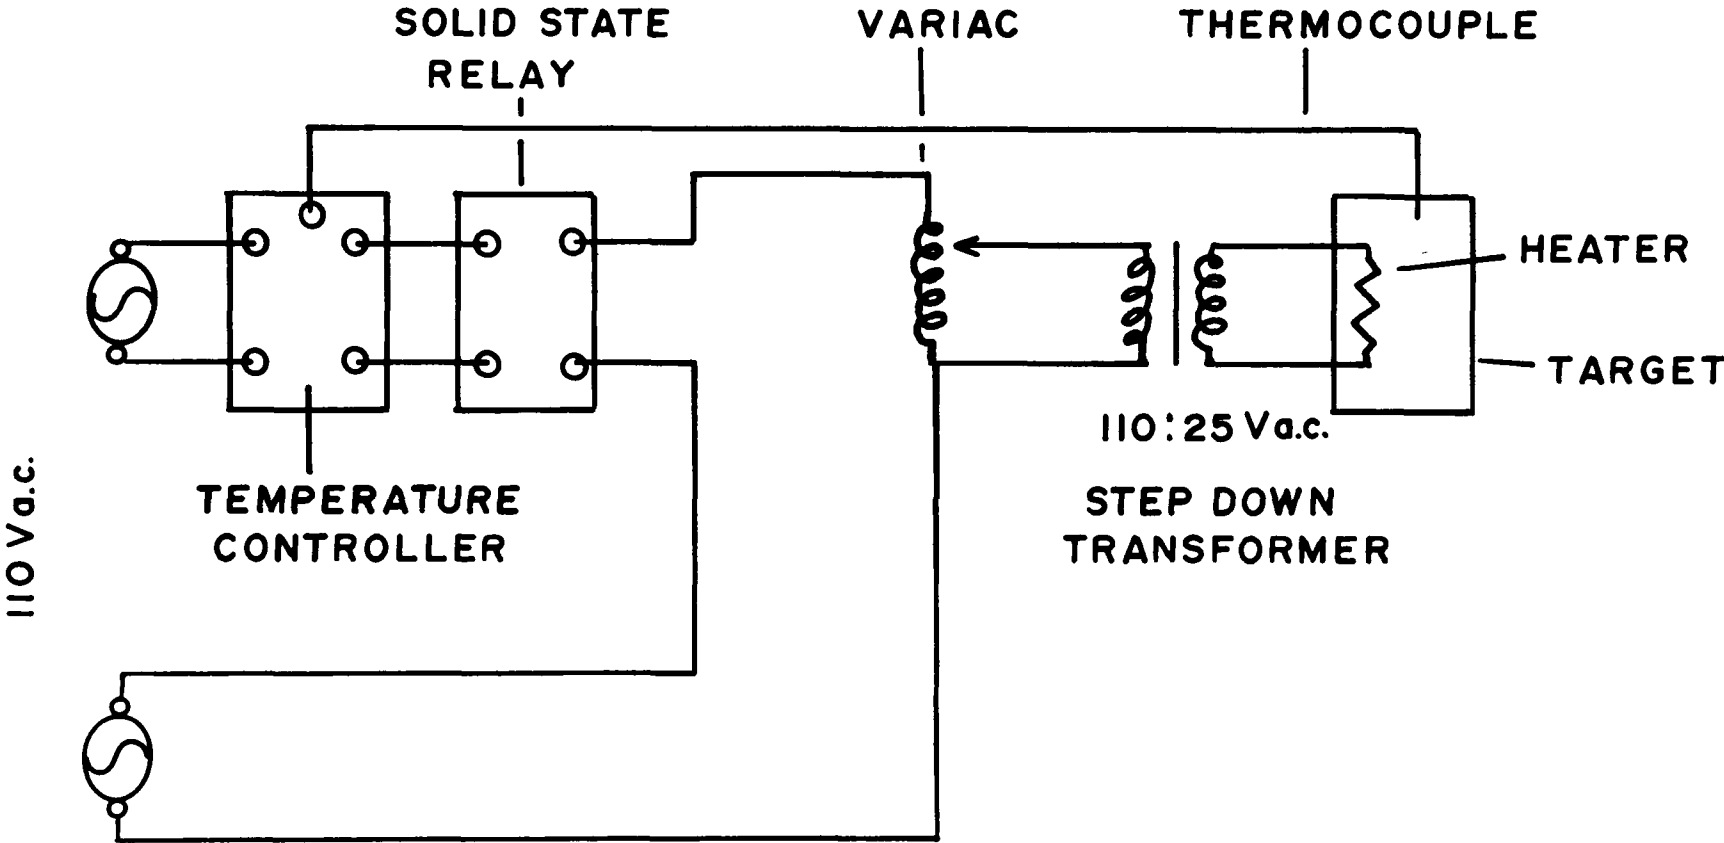 SOLID STATE
RELAY
VARIAC
THERMOCOUPLE
HEATER
TARGET
110:25 Va.c.
STEP DOWN
TRANSFORMER
TEMPERATURE
CONTROLLER
110 Va.c.